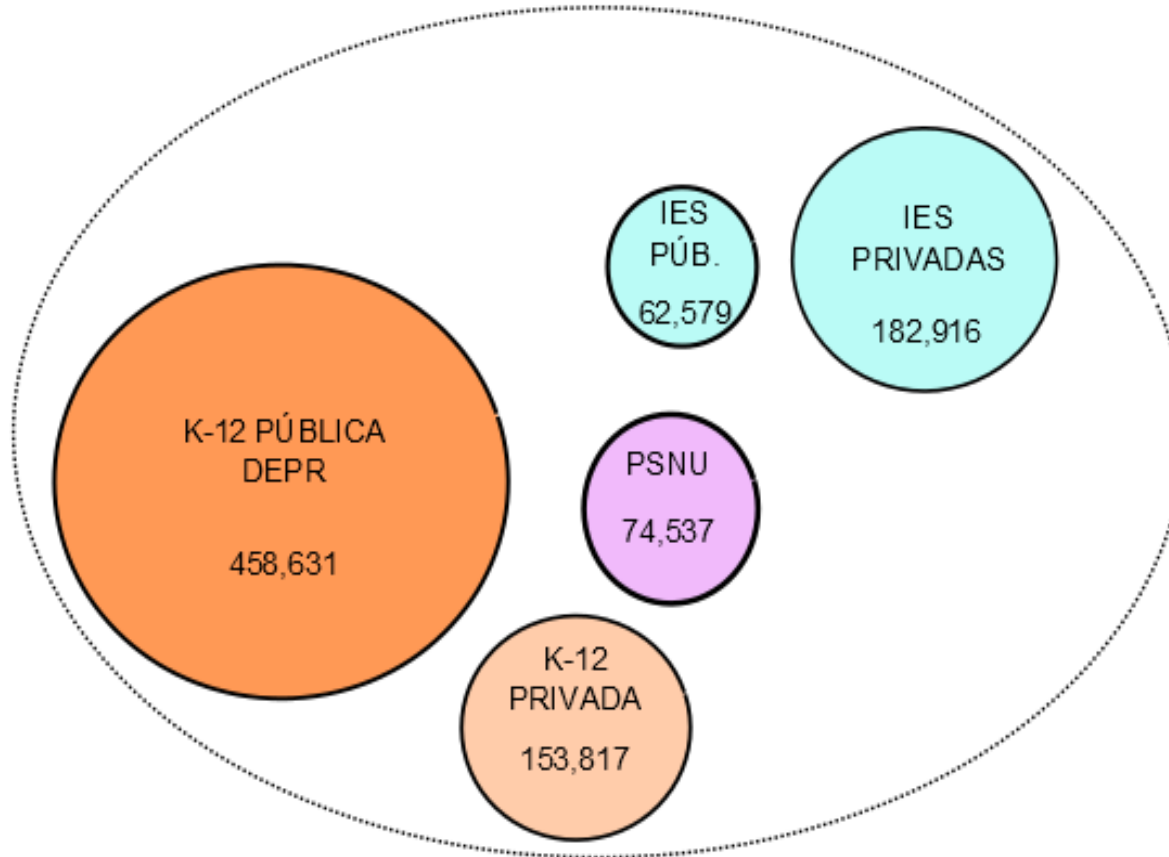 IES
PÚB.
62,579
IES
PRIVADAS
182,916
K-12 PÚBLICA
DEPR
458,631
PSNU
74,537
K-12
PRIVADA
153,817